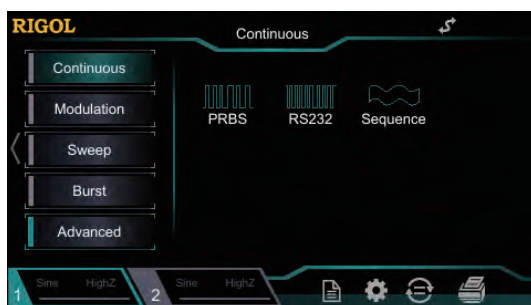 RIGOL
Continuous
Continuous
Modulation
Sweep
Burst
Advanced
PRBS
RS232
Sequence
1
Sine
HighZ
2
Sine
HighZ